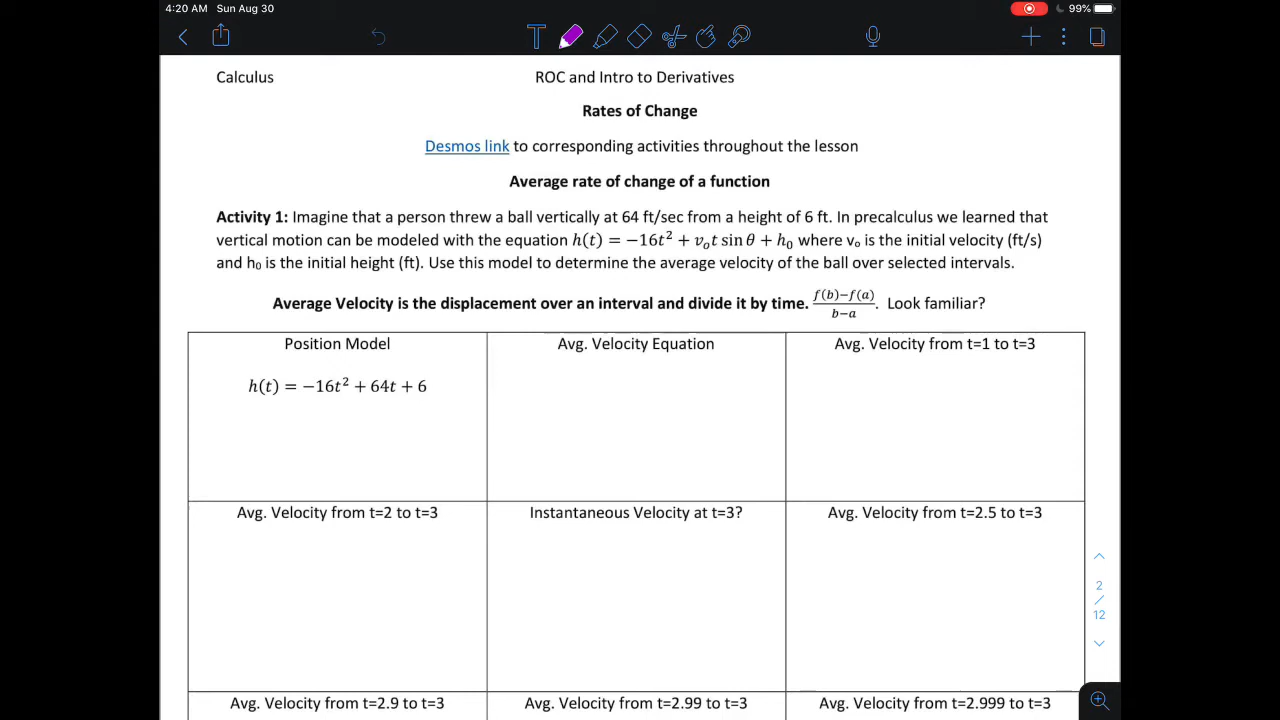 4:20 AM Sun Aug 30
99%
Calculus ROC and Intro to Derivatives
Rates of Change
Desmos link to corresponding activities throughout the lesson
Average rate of change of a function
Activity 1: Imagine that a person threw a ball vertically at 64 ft/sec from a height of 6 ft. In precalculus we learned that
vertical motion can be modeled with the equation h(t) = −16t² + v₀t sin θ + h₀ where v₀ is the initial velocity (ft/s)
and h₀ is the initial height (ft). Use this model to determine the average velocity of the ball over selected intervals.
Average Velocity is the displacement over an interval and divide it by time. f(b)−f(a)/b−a. Look familiar?
Position Model
h(t) = −16t² + 64t + 6
Avg. Velocity Equation
Avg. Velocity from t=1 to t=3
Avg. Velocity from t=2 to t=3
Instantaneous Velocity at t=3?
Avg. Velocity from t=2.5 to t=3
Avg. Velocity from t=2.9 to t=3
Avg. Velocity from t=2.99 to t=3
Avg. Velocity from t=2.999 to t=3
2
/
12